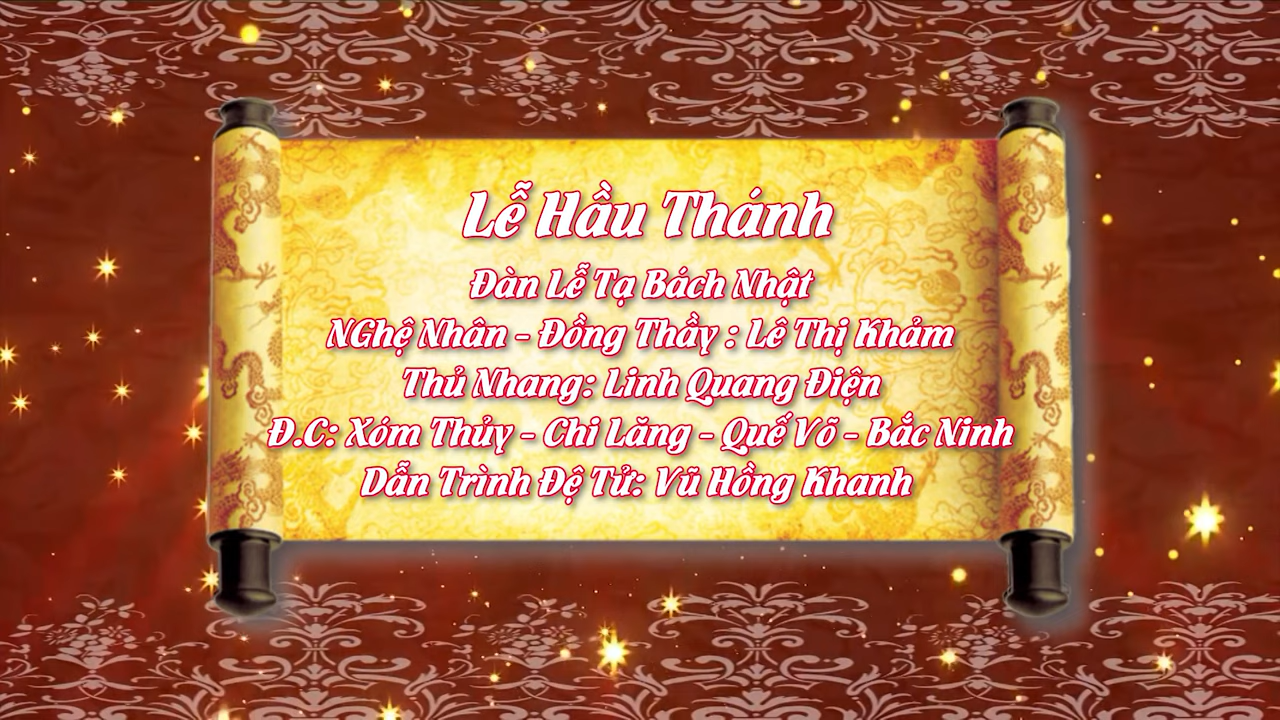 Lễ Hầu Thánh
Đàn Lễ Tạ Bách Nhật
NGhệ Nhân - Đồng Thầy : Lê Thị Khảm
Thủ Nhang: Linh Quang Điện
Đ.C: Xóm Thủy - Chi Lăng - Quế Võ - Bắc Ninh
Dẫn Trình Đệ Tử: Vũ Hồng Khanh